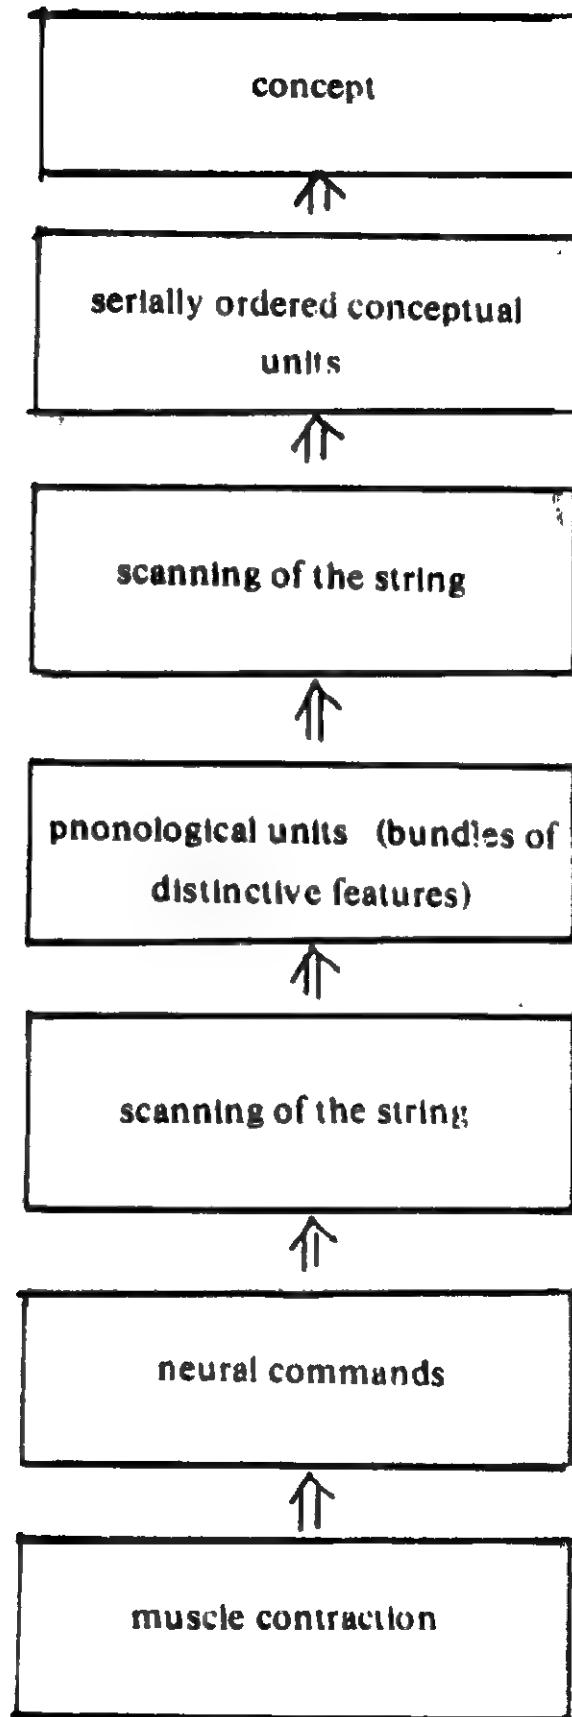 concept
serially ordered conceptual
units
scanning of the string
pnonological units (bundles of
distinctive features)
scanning of the string
neural commands
muscle contraction